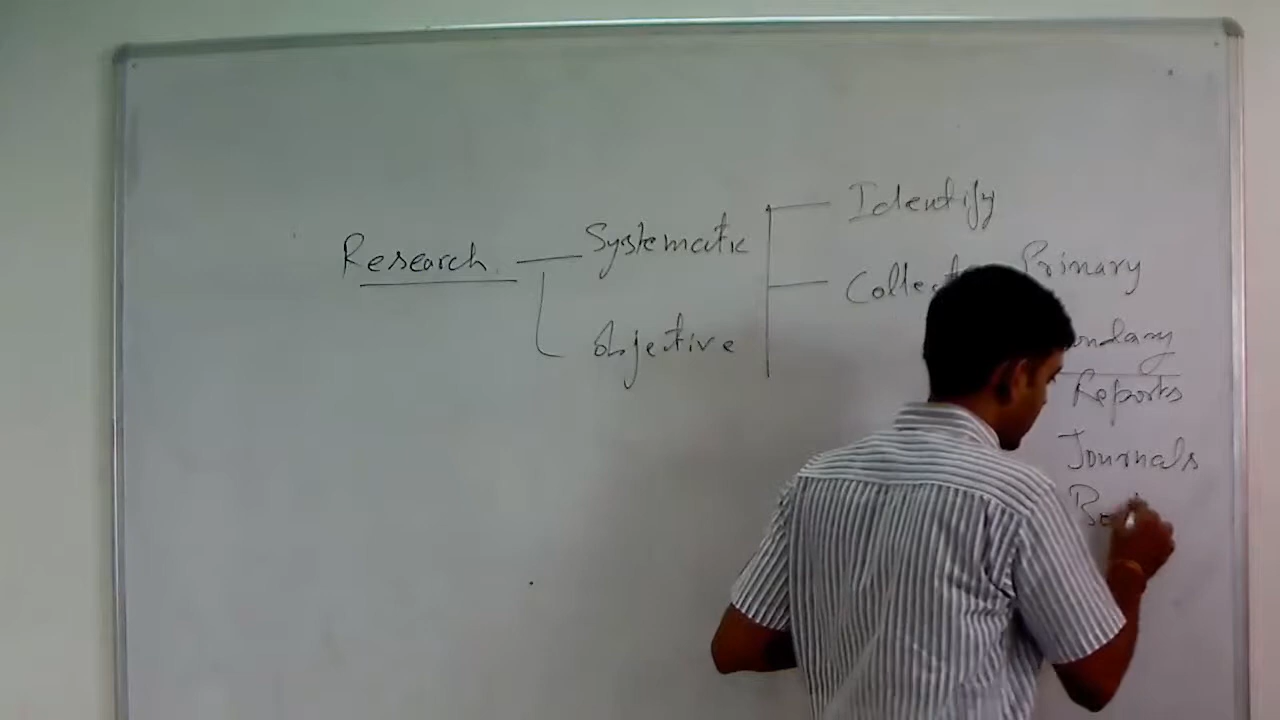 Research Systematic
Objective
Identify
Primary
Reports
Journals